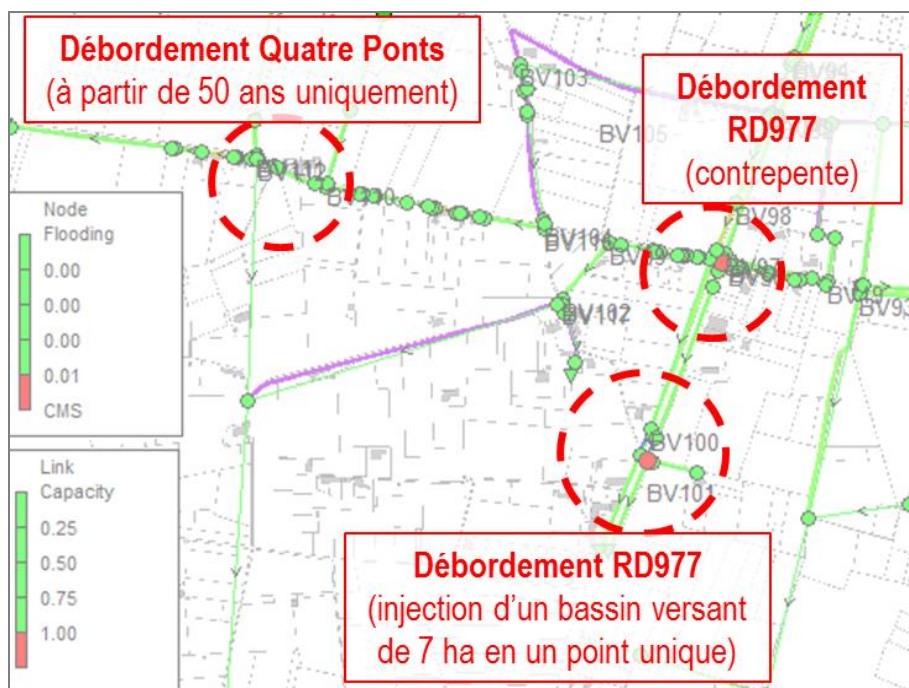 Débordement Quatre Ponts
(à partir de 50 ans uniquement)
Débordement
RD977
(contrepente)
BV103
BV105
BV98
BV102
BV100
BV101
Node
Flooding
0.00
0.00
0.00
0.01
CMS
Link
Capacity
0.25
0.50
0.75
1.00
Débordement RD977
(injection d’un bassin versant
de 7 ha en un point unique)